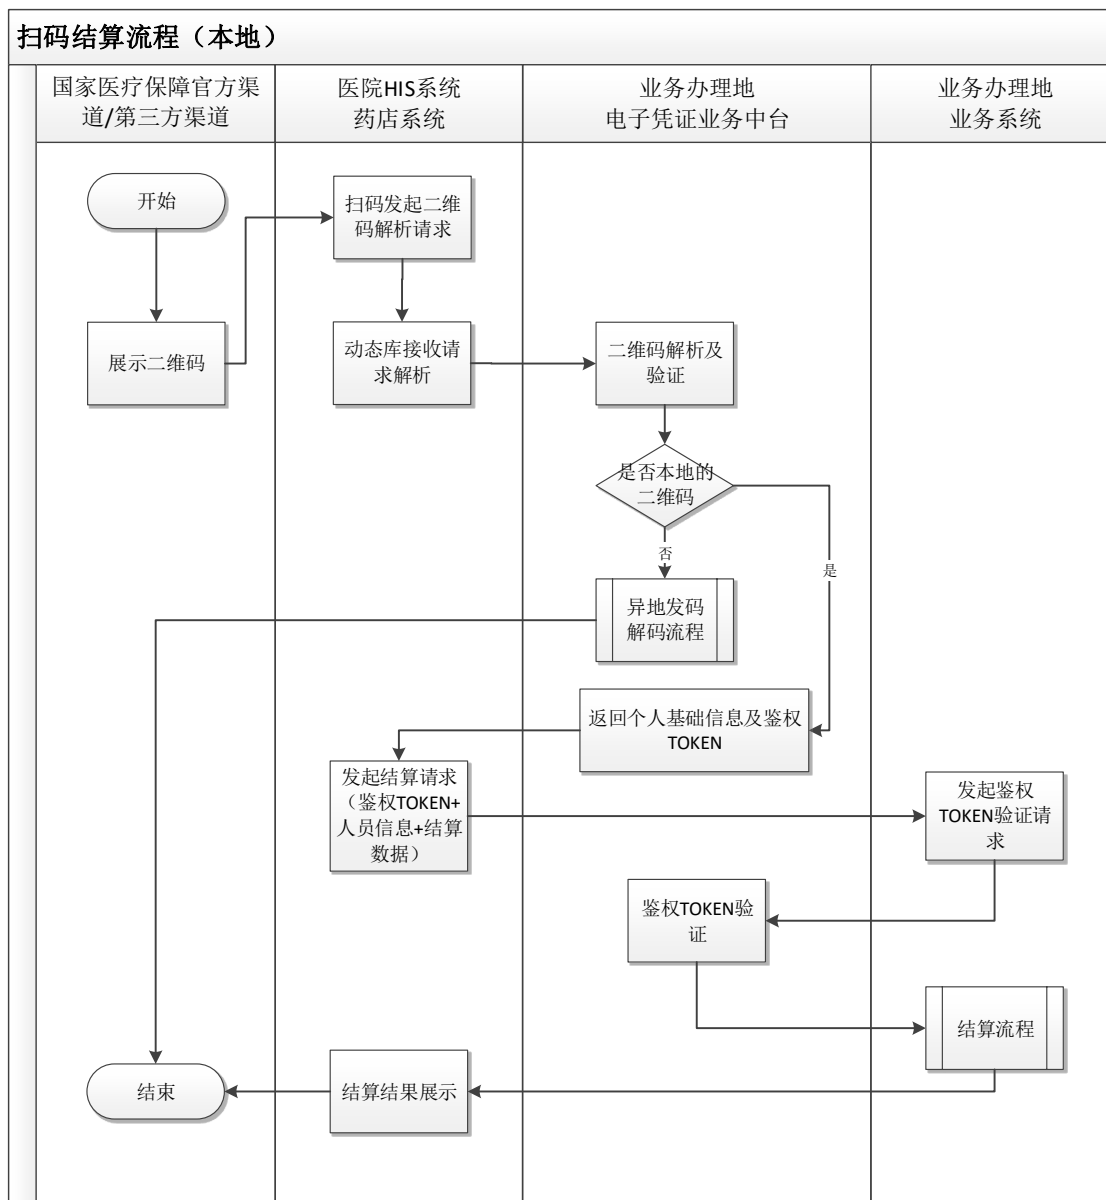 扫码结算流程（本地）
国家医疗保障官方渠
道/第三方渠道
医院HIS系统
药店系统
业务办理地
电子凭证业务中台
业务办理地
业务系统
开始
扫码发起二维
码解析请求
展示二维码
动态库接收请
求解析
二维码解析及
验证
是否本地的
二维码
否
是
异地发码
解码流程
返回个人基础信息及鉴权
TOKEN
发起结算请求
（鉴权TOKEN+
人员信息+结算
数据）
发起鉴权
TOKEN验证请
求
鉴权TOKEN验
证
结算流程
结算结果展示
结束